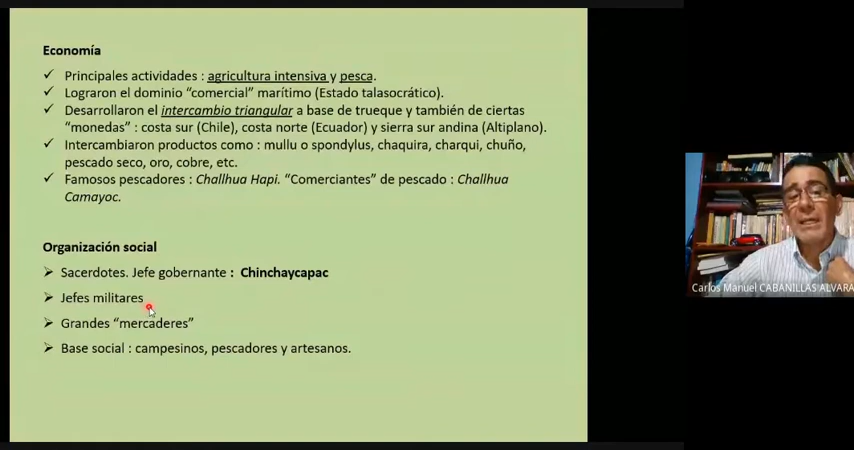 Economía
✓ Principales actividades : agricultura intensiva y pesca.
✓ Lograron el dominio “comercial” marítimo (Estado talasocrático).
✓ Desarrollaron el intercambio triangular a base de trueque y también de ciertas
“monedas” : costa sur (Chile), costa norte (Ecuador) y sierra sur andina (Altiplano).
✓ Intercambiaron productos como : mullu o spondylus, chaquira, charqui, chuño,
pescado seco, oro, cobre, etc.
✓ Famosos pescadores : Challhua Hapi. “Comerciantes” de pescado : Challhua
Camayoc.
Organización social
➢ Sacerdotes. Jefe gobernante : Chinchaycapac
➢ Jefes militares
➢ Grandes “mercaderes”
➢ Base social : campesinos, pescadores y artesanos.
Carlos Manuel CABANILLAS ALVARA